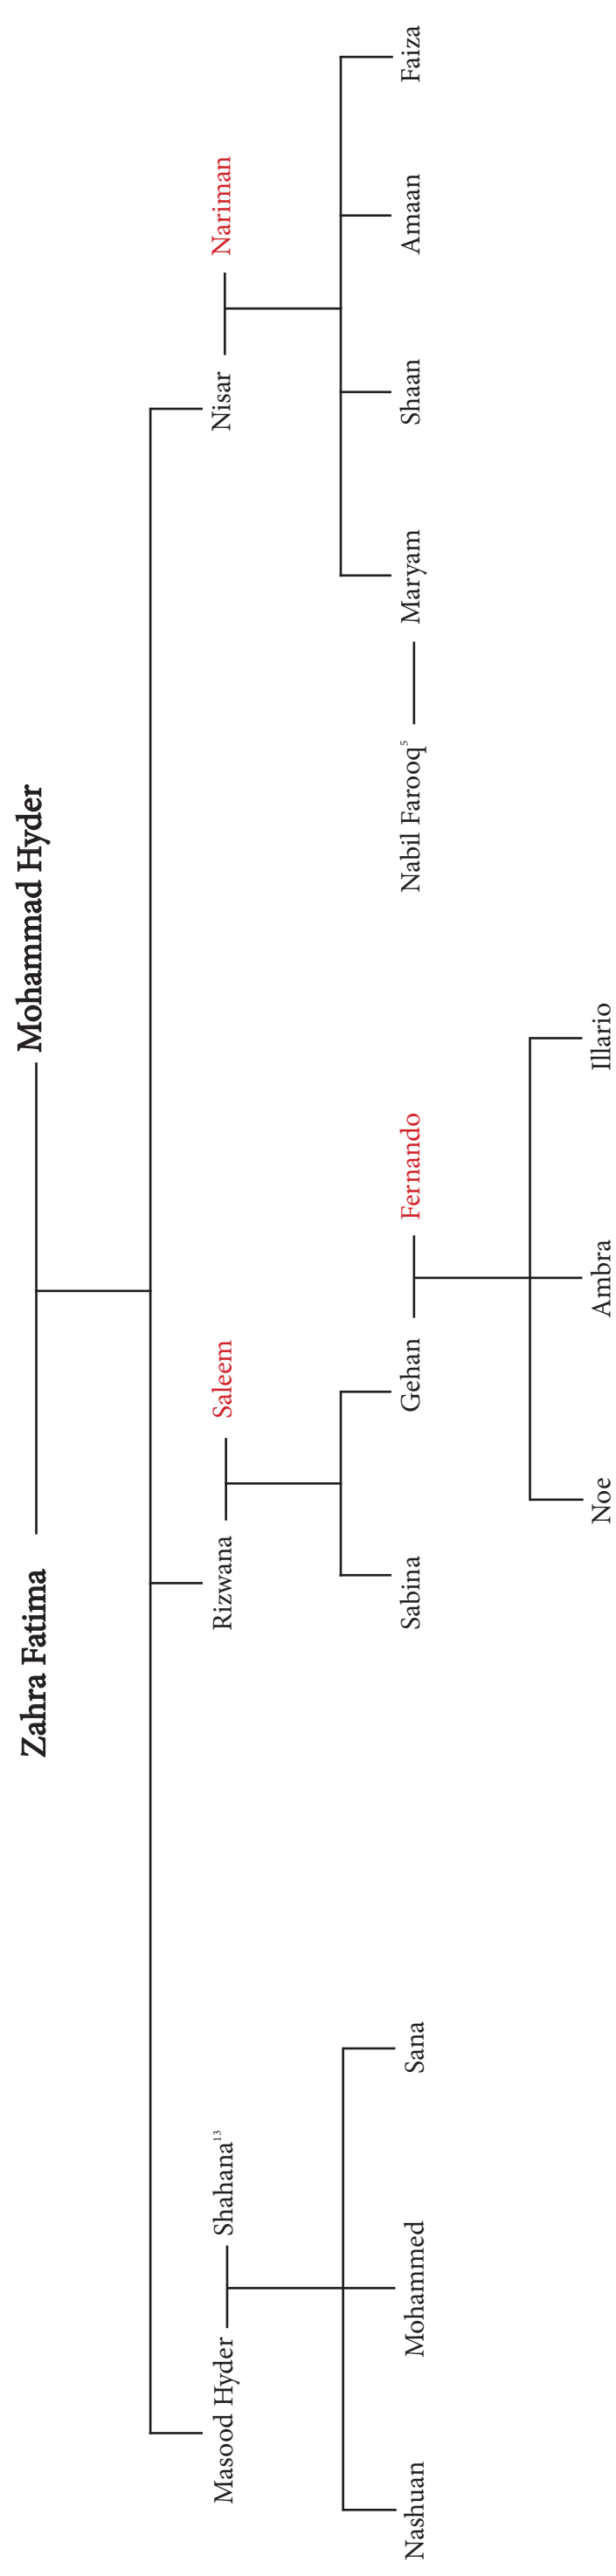 Zahra Fatima
Mohammad Hyder
Masood Hyder
Shahana¹³
Rizwana
Saleem
Nisar
Nariman
Nashuan
Mohammed
Sana
Sabina
Gehan
Fernando
Nabil Farooq⁵
Maryam
Shaan
Amaan
Faiza
Noe
Ambra
Illario